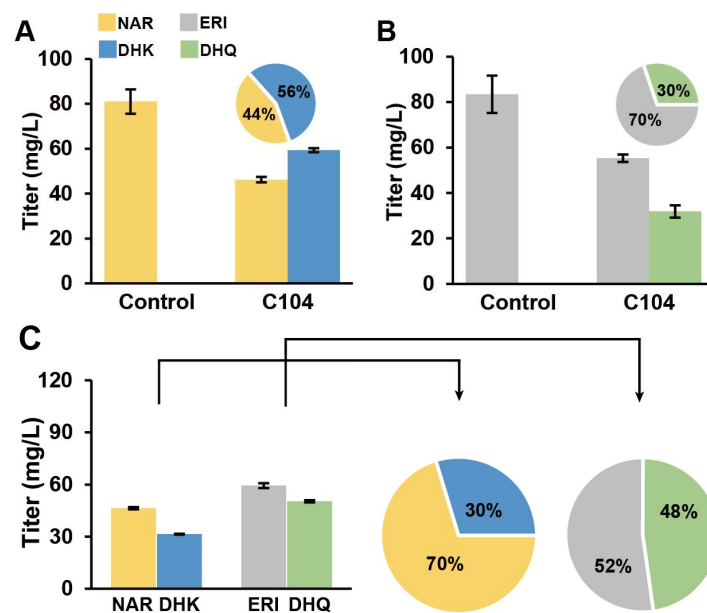 A
NAR
ERI
DHK
DHQ
B
Titer (mg/L)
100
80
60
40
20
0
56%
44%
Control
C104
Titer (mg/L)
100
80
60
40
20
0
30%
70%
Control
C104
C
Titer (mg/L)
120
90
60
30
0
NAR DHK
ERI DHQ
30%
70%
48%
52%